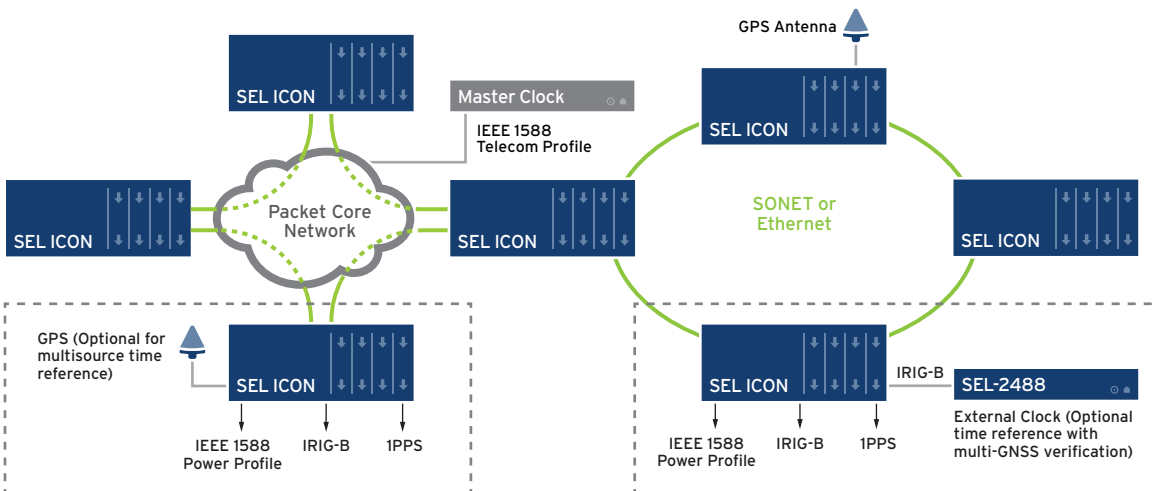 GPS Antenna
SEL ICON
Master Clock
IEEE 1588
Telecom Profile
SEL ICON
SEL ICON
Packet Core
Network
SEL ICON
SONET or
Ethernet
SEL ICON
GPS (Optional for
multisource time
reference)
SEL ICON
IEEE 1588
Power Profile
IRIG-B
1PPS
SEL ICON
IRIG-B
SEL-2488
External Clock (Optional
time reference with
multi-GNSS verification)
IEEE 1588
Power Profile
IRIG-B
1PPS